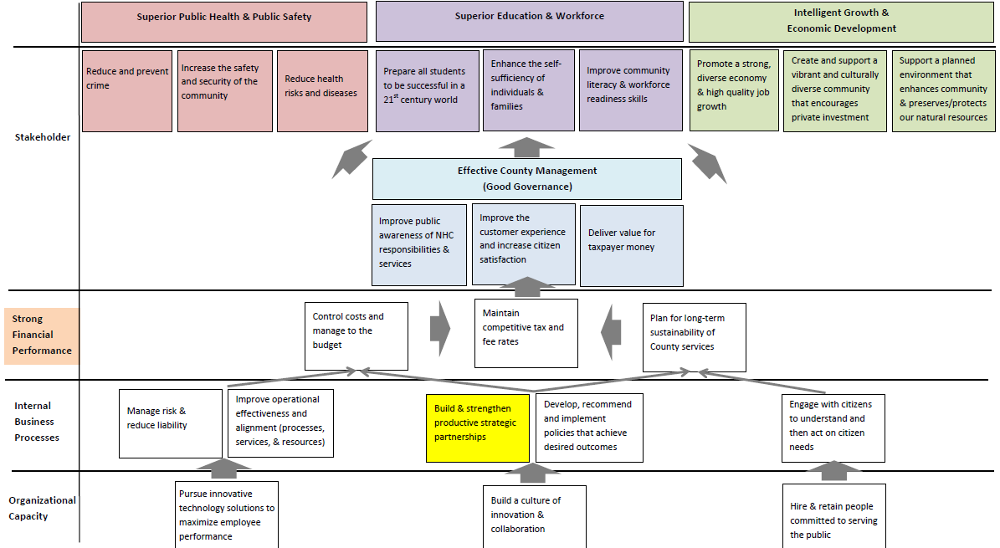 Superior Public Health & Public Safety
Superior Education & Workforce
Intelligent Growth &
Economic Development
Stakeholder
Reduce and prevent
crime
Increase the safety
and security of the
community
Reduce health
risks and diseases
Prepare all students
to be successful in a
21st century world
Enhance the self-
sufficiency of
individuals &
families
Improve community
literacy & workforce
readiness skills
Promote a strong,
diverse economy
& high quality job
growth
Create and support a
vibrant and culturally
diverse community
that encourages
private investment
Support a planned
environment that
enhances community
& preserves/protects
our natural resources
Effective County Management
(Good Governance)
Improve public
awareness of NHC
responsibilities &
services
Improve the
customer experience
and increase citizen
satisfaction
Deliver value for
taxpayer money
Strong
Financial
Performance
Control costs and
manage to the
budget
Maintain
competitive tax and
fee rates
Plan for long-term
sustainability of
County services
Internal
Business
Processes
Manage risk &
reduce liability
Improve operational
effectiveness and
alignment (processes,
services, & resources)
Build & strengthen
productive strategic
partnerships
Develop, recommend
and implement
policies that achieve
desired outcomes
Engage with citizens
to understand and
then act on citizen
needs
Organizational
Capacity
Pursue innovative
technology solutions to
maximize employee
performance
Build a culture of
innovation &
collaboration
Hire & retain people
committed to serving
the public